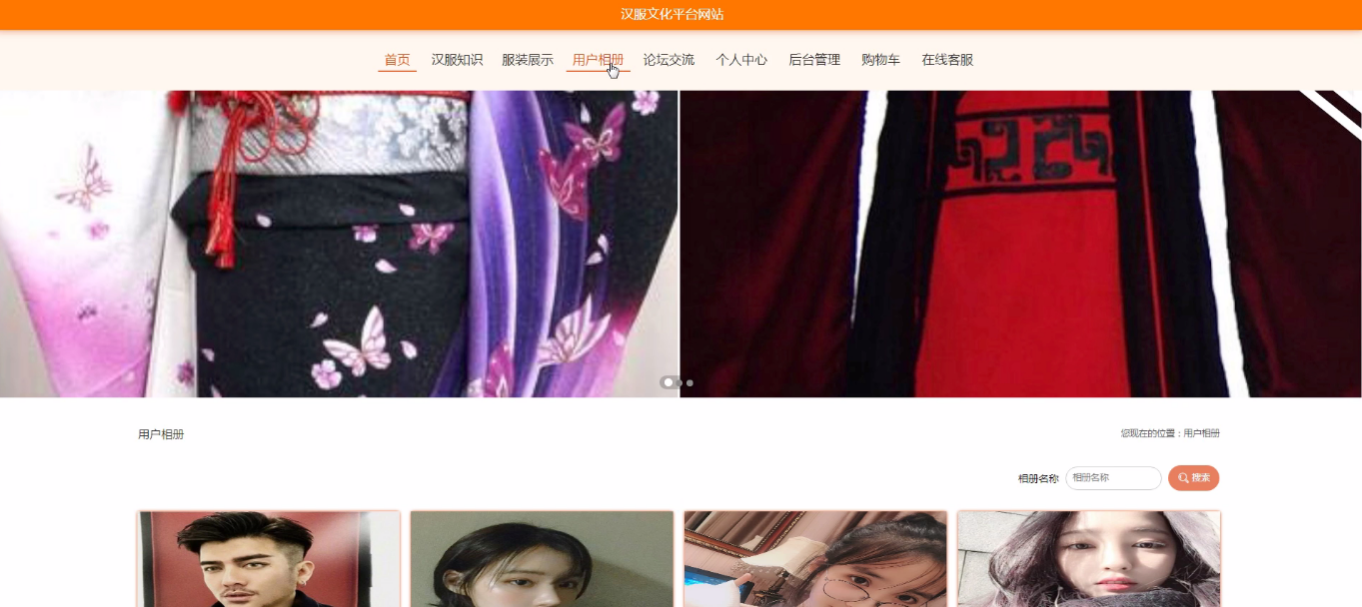 汉服文化平台网站
首页 汉服知识 服装展示 用户相册 论坛交流 个人中心 后台管理 购物车 在线客服
用户相册 您现在的位置：用户相册
相册名称 相册名称 搜索